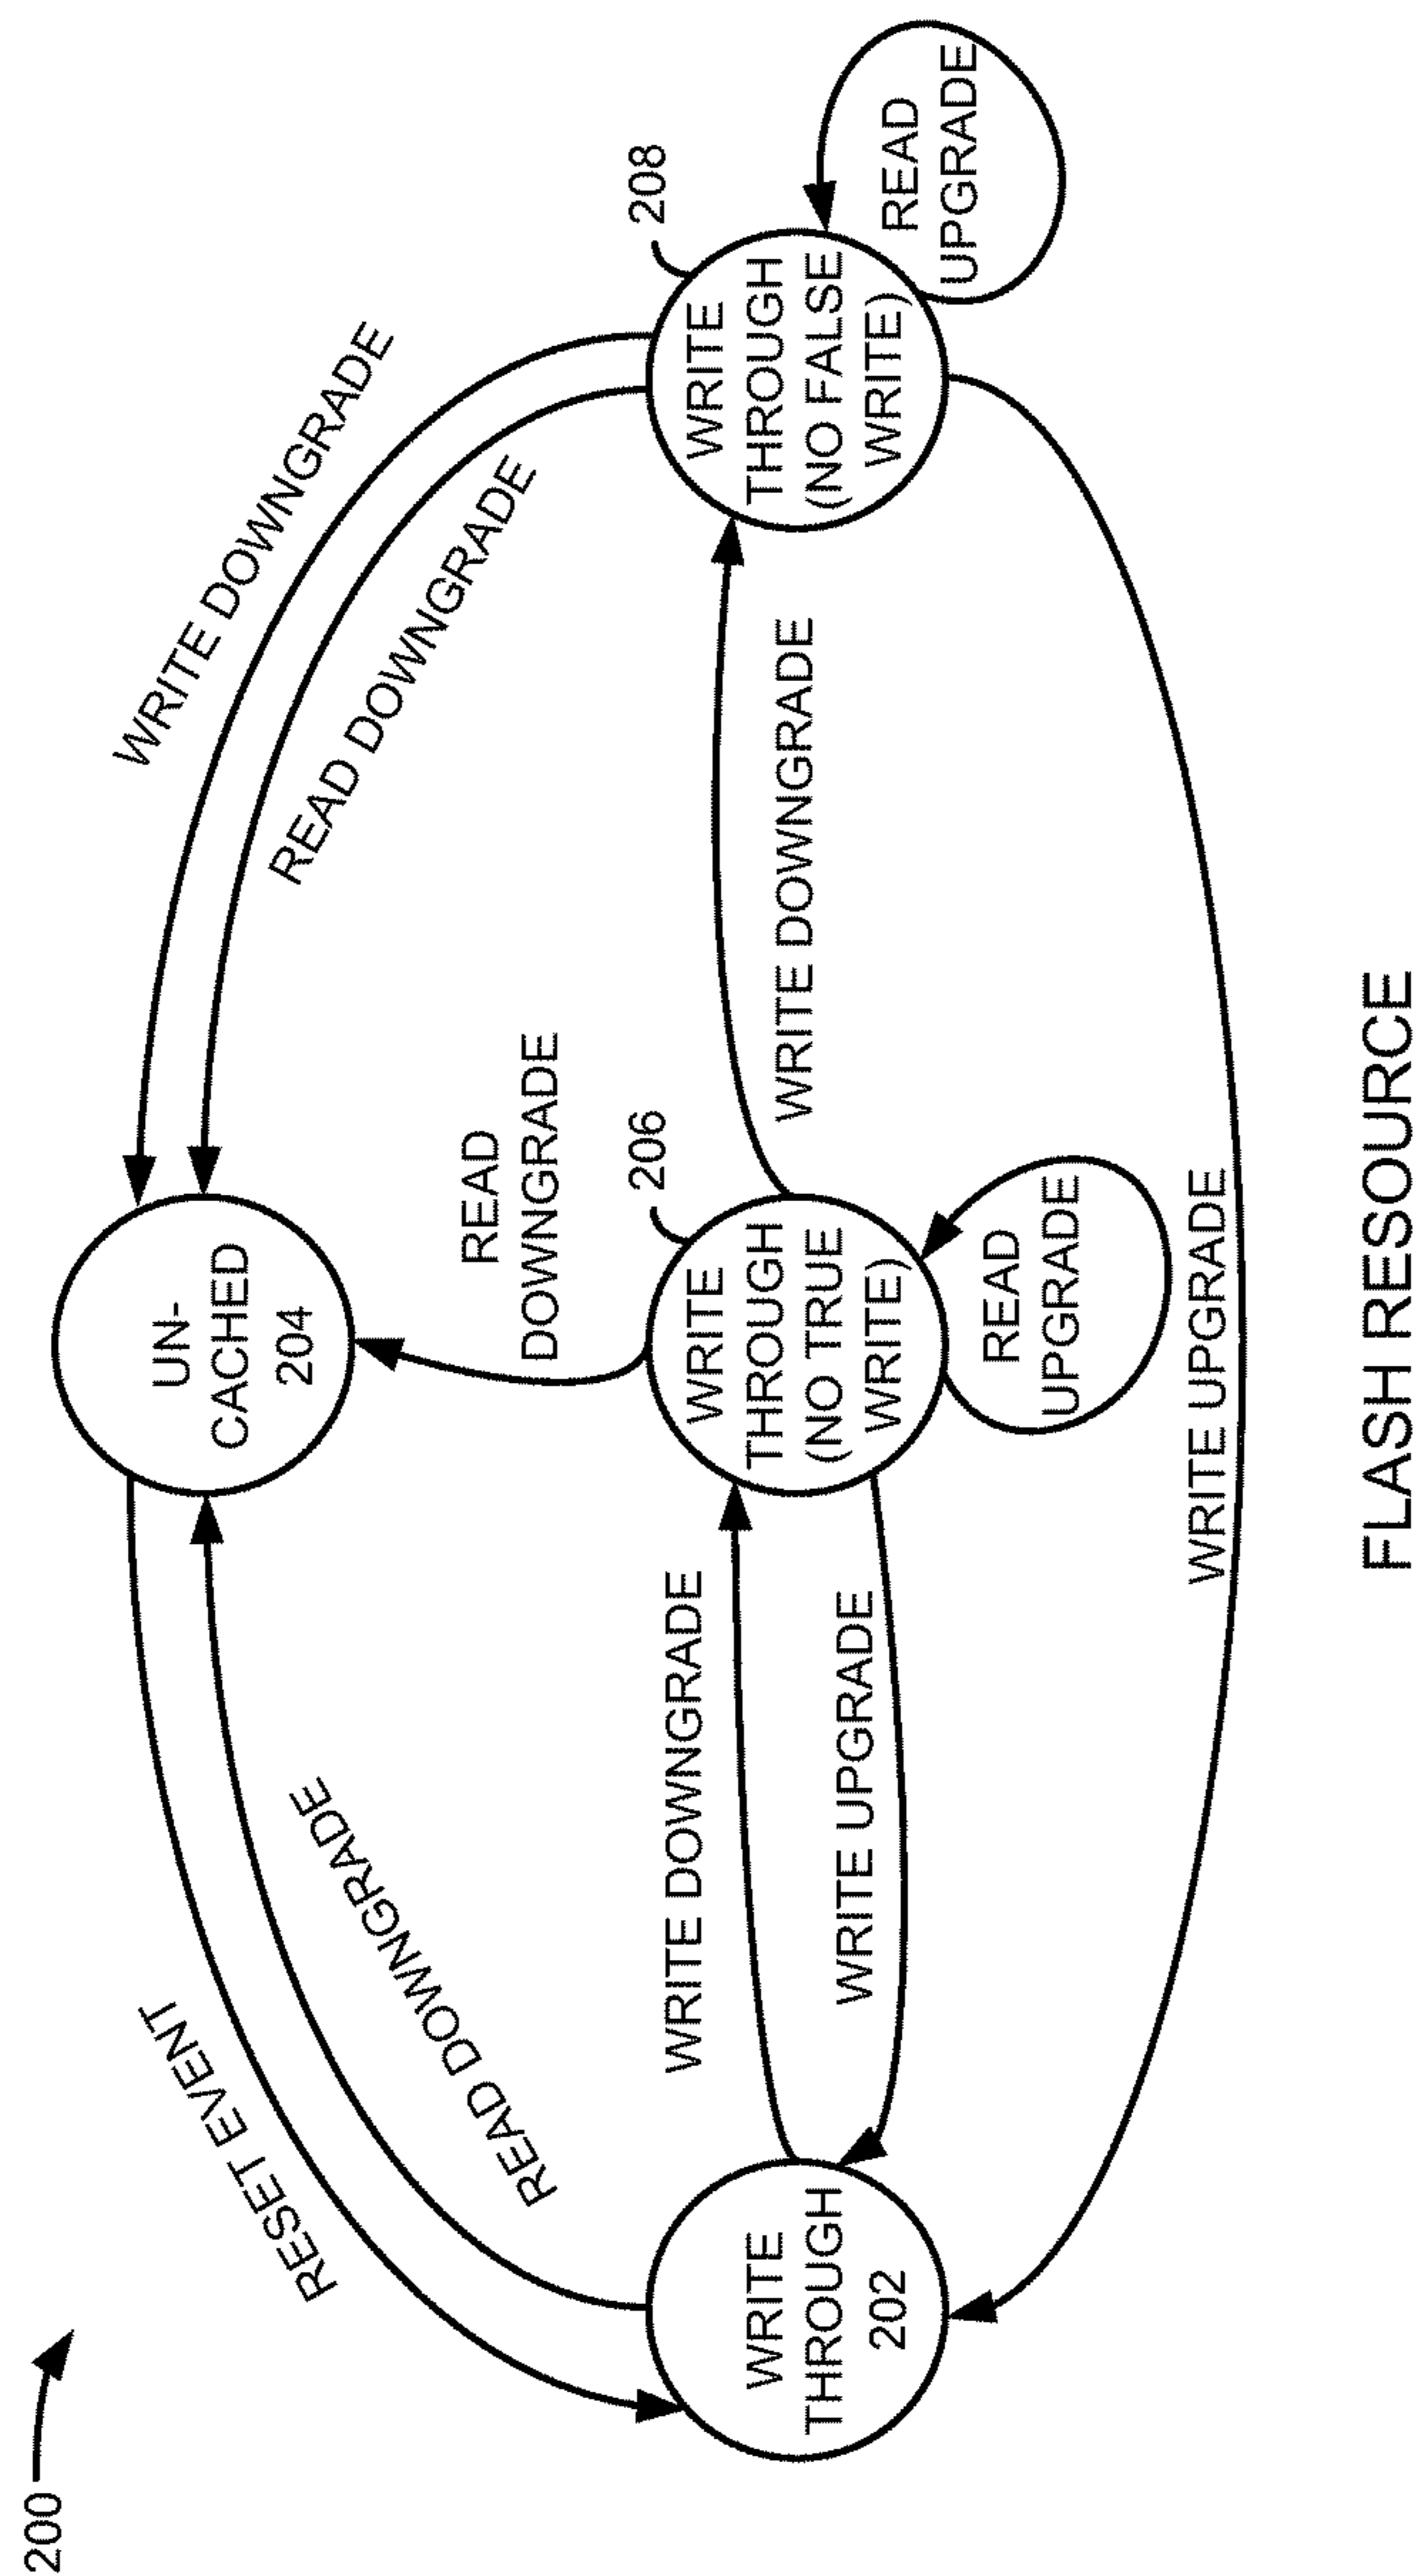 200
RESET EVENT
READ DOWNGRADE
WRITE DOWNGRADE
READ DOWNGRADE
UN-
CACHED
204
READ
DOWNGRADE
WRITE
THROUGH
202
WRITE DOWNGRADE
WRITE UPGRADE
206
WRITE
THROUGH
(NO TRUE
WRITE)
READ
UPGRADE
WRITE DOWNGRADE
208
WRITE
THROUGH
(NO FALSE
WRITE)
READ
UPGRADE
WRITE UPGRADE
FLASH RESOURCE